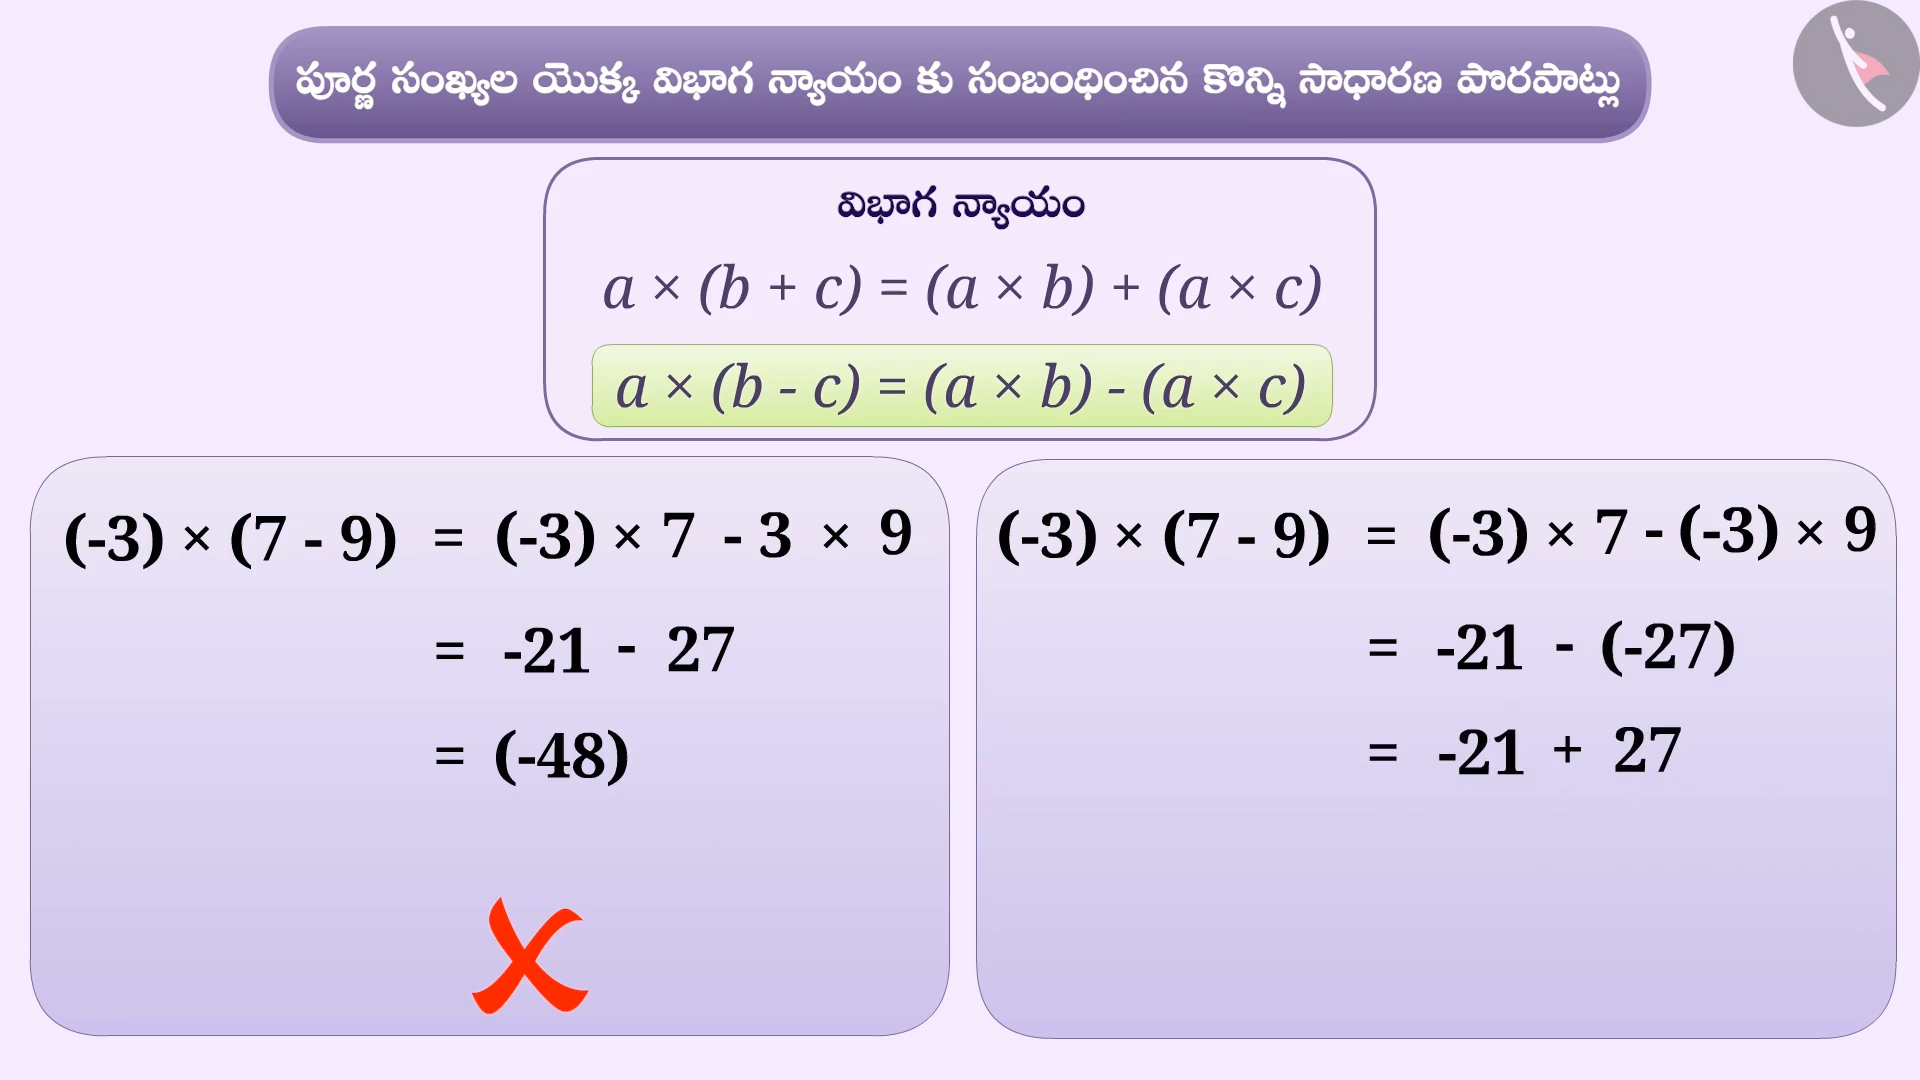 పూర్ణ సంఖ్యల యొక్క విభాగ న్యాయం కు సంబంధించిన కొన్ని సాధారణ పొరపాట్లు
విభాగ న్యాయం
a × (b + c) = (a × b) + (a × c)
a × (b - c) = (a × b) - (a × c)
(-3) × (7 - 9) = (-3) × 7 - 3 × 9
= -21 - 27
= (-48)
(-3) × (7 - 9) = (-3) × 7 - (-3) × 9
= -21 - (-27)
= -21 + 27